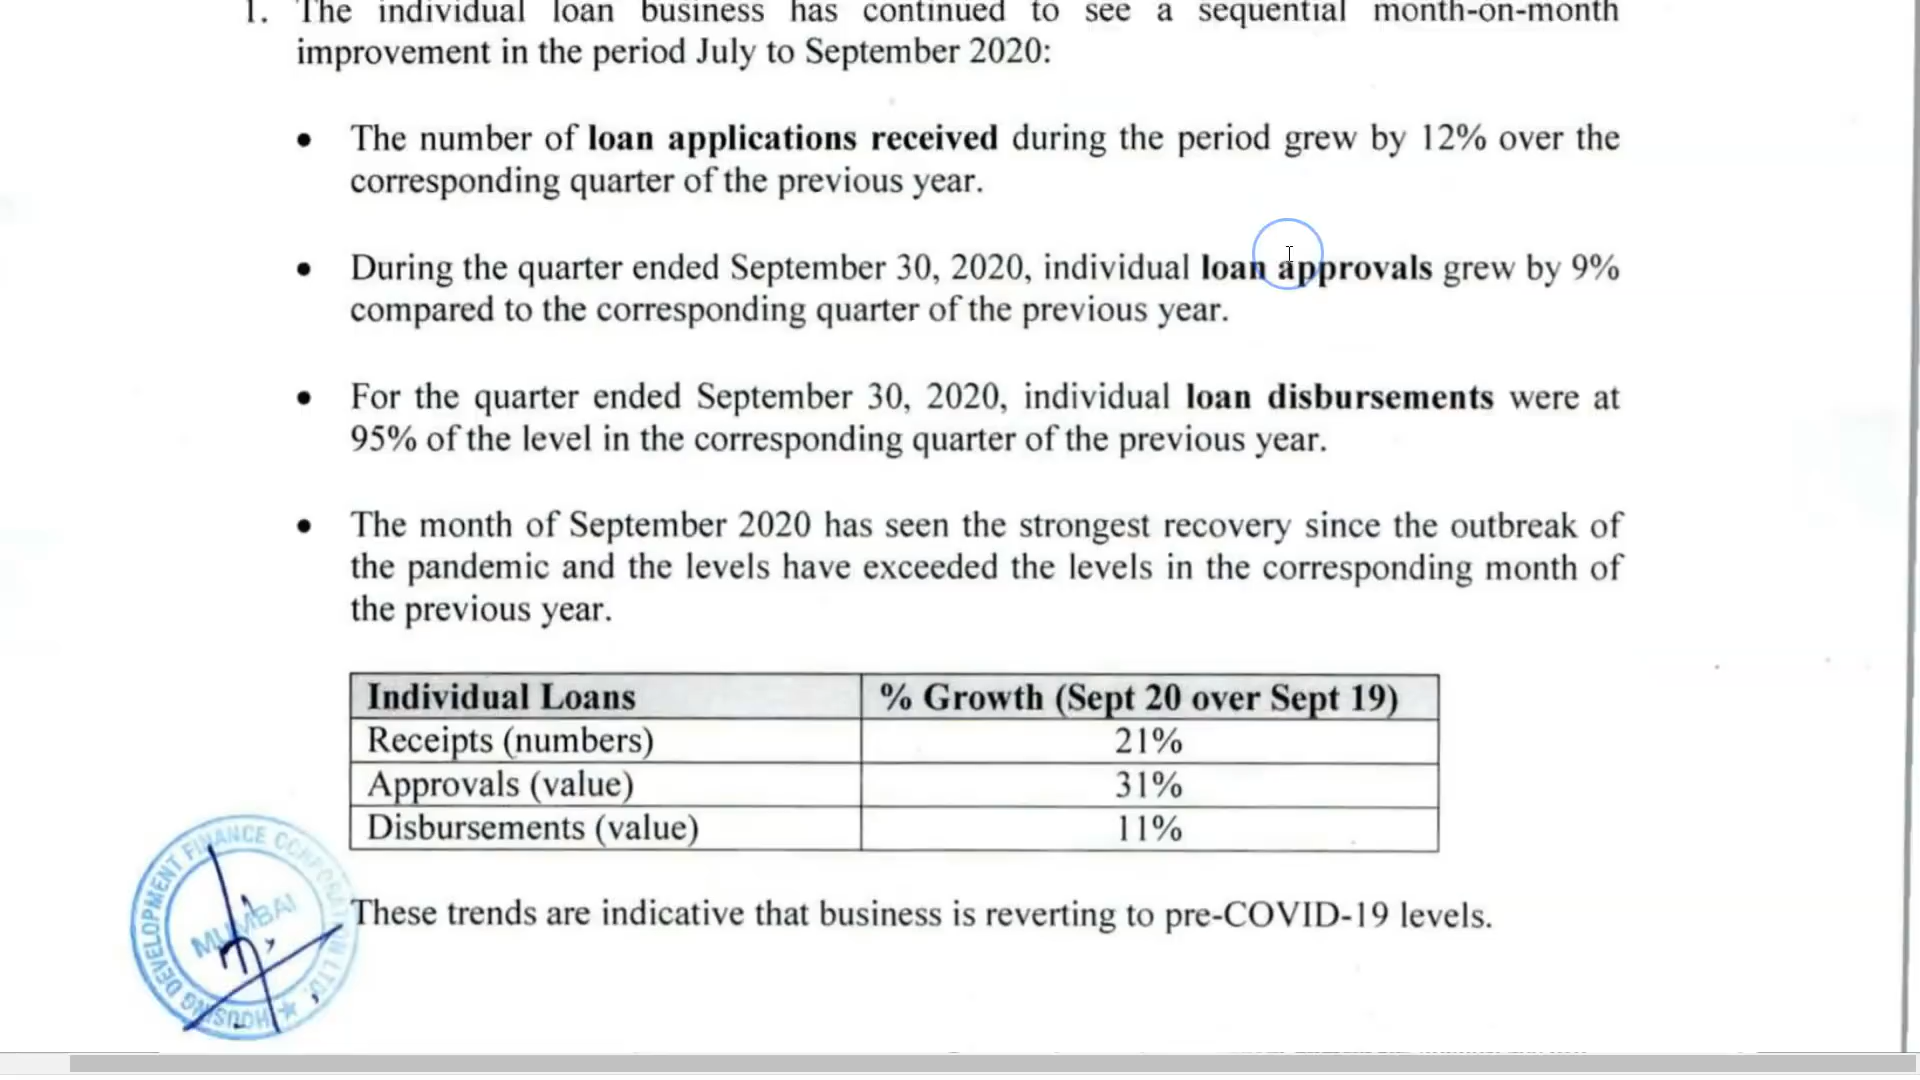 1. The individual loan business has continued to see a sequential month-on-month
improvement in the period July to September 2020:
• The number of loan applications received during the period grew by 12% over the
corresponding quarter of the previous year.
• During the quarter ended September 30, 2020, individual loan approvals grew by 9%
compared to the corresponding quarter of the previous year.
• For the quarter ended September 30, 2020, individual loan disbursements were at
95% of the level in the corresponding quarter of the previous year.
• The month of September 2020 has seen the strongest recovery since the outbreak of
the pandemic and the levels have exceeded the levels in the corresponding month of
the previous year.
Individual Loans % Growth (Sept 20 over Sept 19)
Receipts (numbers) 21%
Approvals (value) 31%
Disbursements (value) 11%
These trends are indicative that business is reverting to pre-COVID-19 levels.
HOUSING DEVELOPMENT FINANCE CORPORATION LTD.
MUMBAI